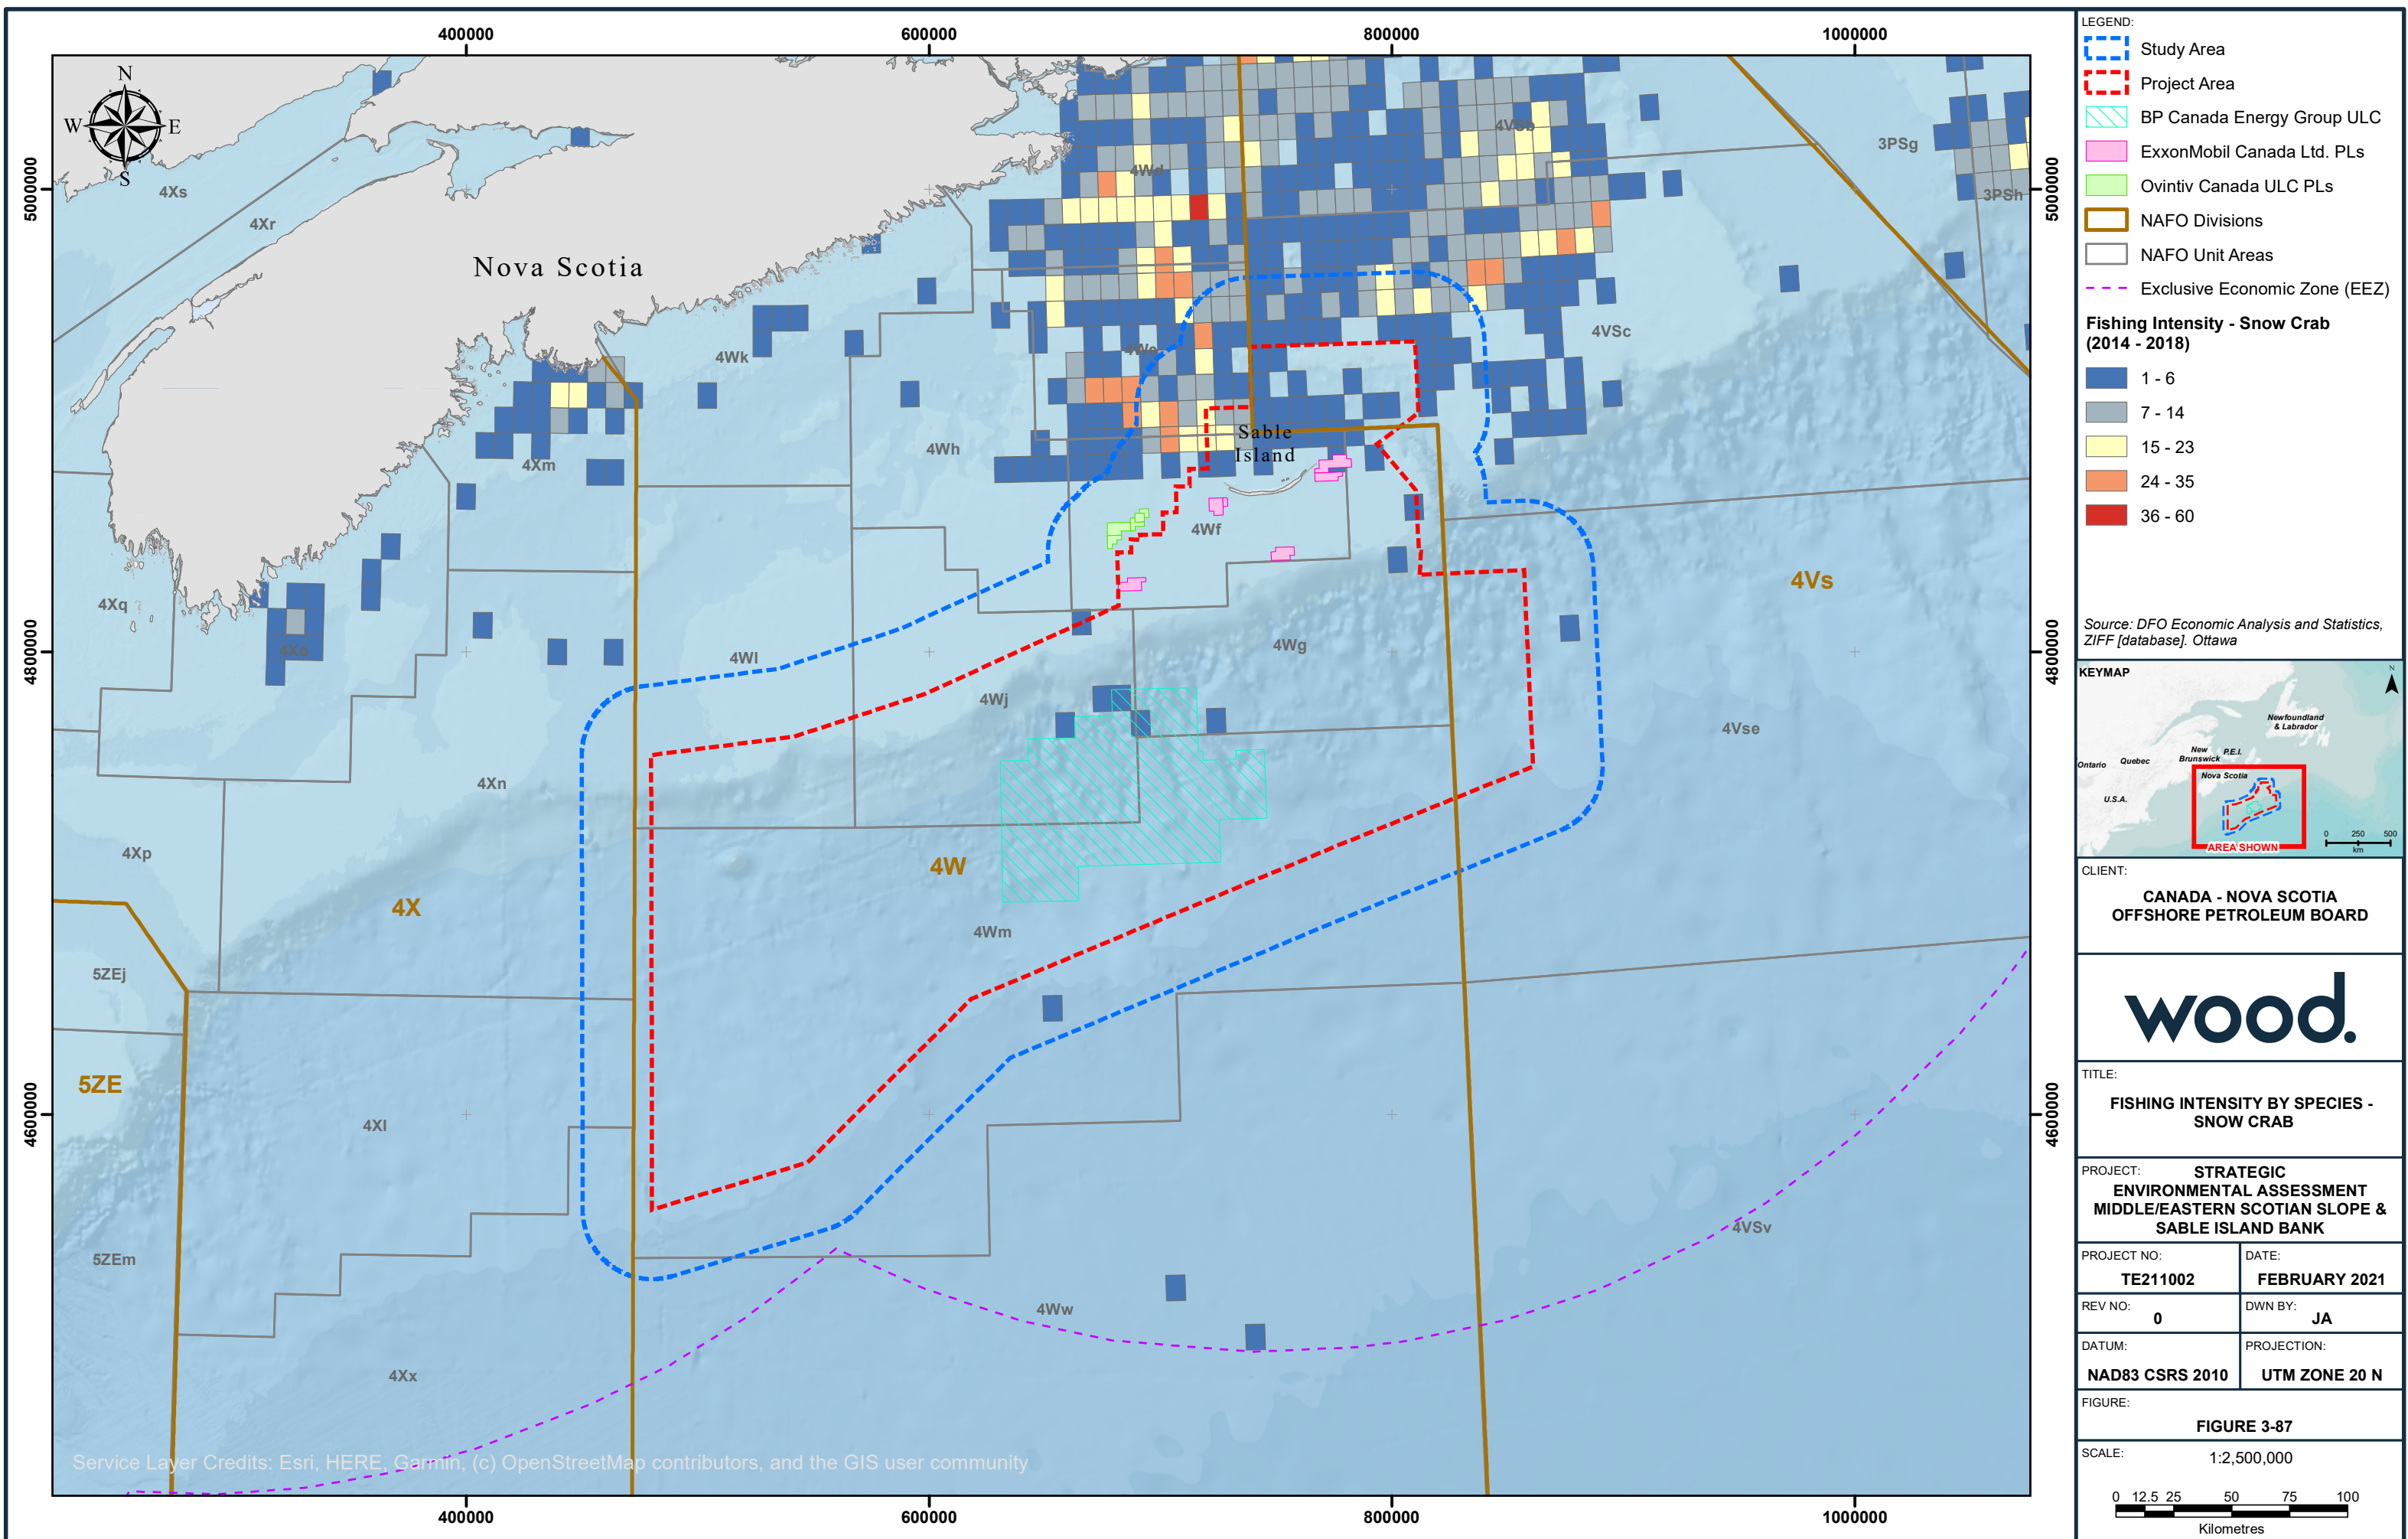 400000
600000
800000
1000000
5000000
4800000
4600000
5000000
4800000
4600000
400000
600000
800000
1000000
N
W
E
S
Nova Scotia
Sable
Island
4Xs
4Xr
4Xq
4Xo
4Xm
4Xn
4Xp
4Xl
4Xx
4X
5ZEj
5ZE
5ZEm
4Wk
4Wh
4Wd
4We
4Wf
4Wg
4Wl
4Wj
4W
4Wm
4Ww
4VSb
4VSc
4Vs
4Vse
4VSv
3PSg
3PSh
Service Layer Credits: Esri, HERE, Garmin, (c) OpenStreetMap contributors, and the GIS user community
LEGEND:
Study Area
Project Area
BP Canada Energy Group ULC
ExxonMobil Canada Ltd. PLs
Ovintiv Canada ULC PLs
NAFO Divisions
NAFO Unit Areas
Exclusive Economic Zone (EEZ)
Fishing Intensity - Snow Crab
(2014 - 2018)
1 - 6
7 - 14
15 - 23
24 - 35
36 - 60
Source: DFO Economic Analysis and Statistics,
ZIFF [database]. Ottawa
KEYMAP
N
Newfoundland
& Labrador
New
Brunswick
P.E.I.
Ontario
Quebec
Nova Scotia
U.S.A.
AREA SHOWN
0 250 500
km
CLIENT:
CANADA - NOVA SCOTIA
OFFSHORE PETROLEUM BOARD
wood.
TITLE:
FISHING INTENSITY BY SPECIES -
SNOW CRAB
PROJECT:
STRATEGIC
ENVIRONMENTAL ASSESSMENT
MIDDLE/EASTERN SCOTIAN SLOPE &
SABLE ISLAND BANK
PROJECT NO:
TE211002
DATE:
FEBRUARY 2021
REV NO:
0
DWN BY:
JA
DATUM:
NAD83 CSRS 2010
PROJECTION:
UTM ZONE 20 N
FIGURE:
FIGURE 3-87
SCALE:
1:2,500,000
0 12.5 25 50 75 100
Kilometres